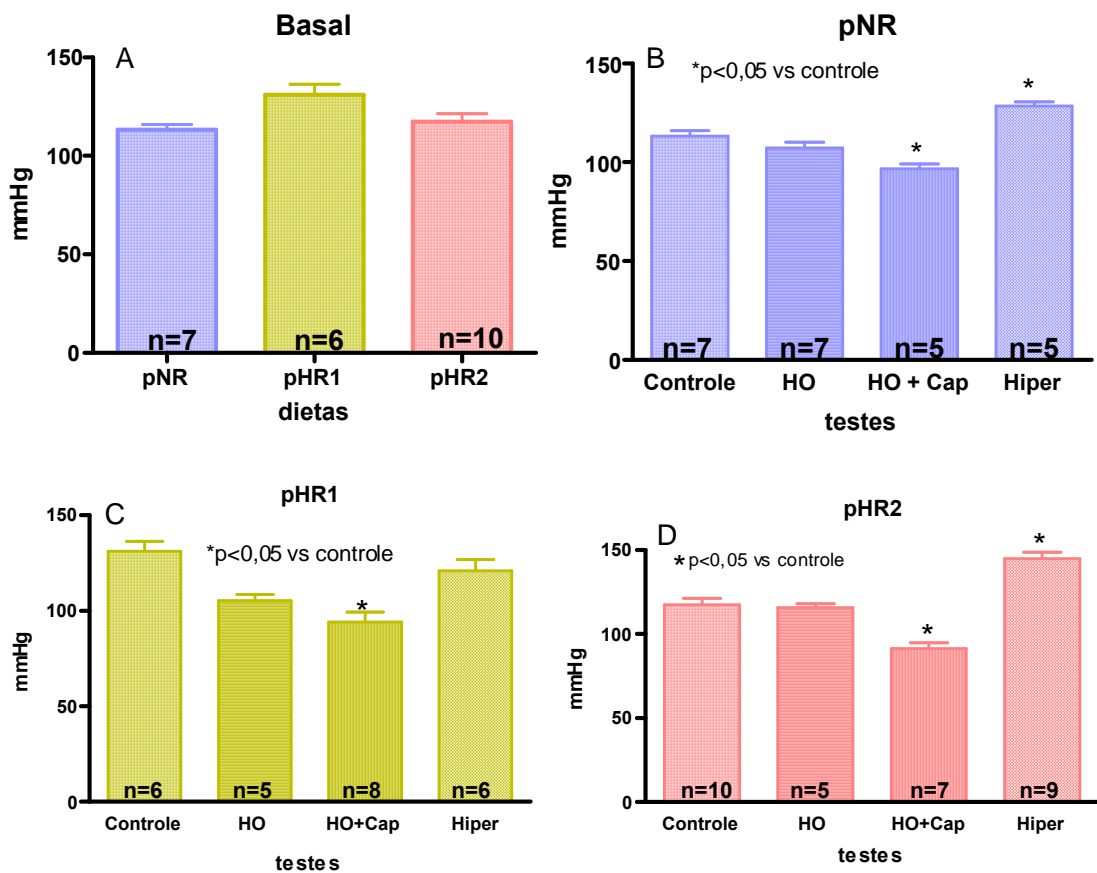 Basal
A
150
100
50
0
mmHg
n=7
n=6
n=10
pNR
pHR1
pHR2
dietas
pNR
B
*p<0,05 vs controle
150
100
50
0
mmHg
*
*
n=7
n=7
n=5
n=5
Controle
HO
HO + Cap
Hiper
testes
pHR1
C
*p<0,05 vs controle
150
100
50
0
mmHg
*
n=6
n=5
n=8
n=6
Controle
HO
HO+Cap
Hiper
testes
pHR2
D
* p<0,05 vs controle
150
100
50
0
mmHg
*
*
n=10
n=5
n=7
n=9
Controle
HO
HO+Cap
Hiper
testes